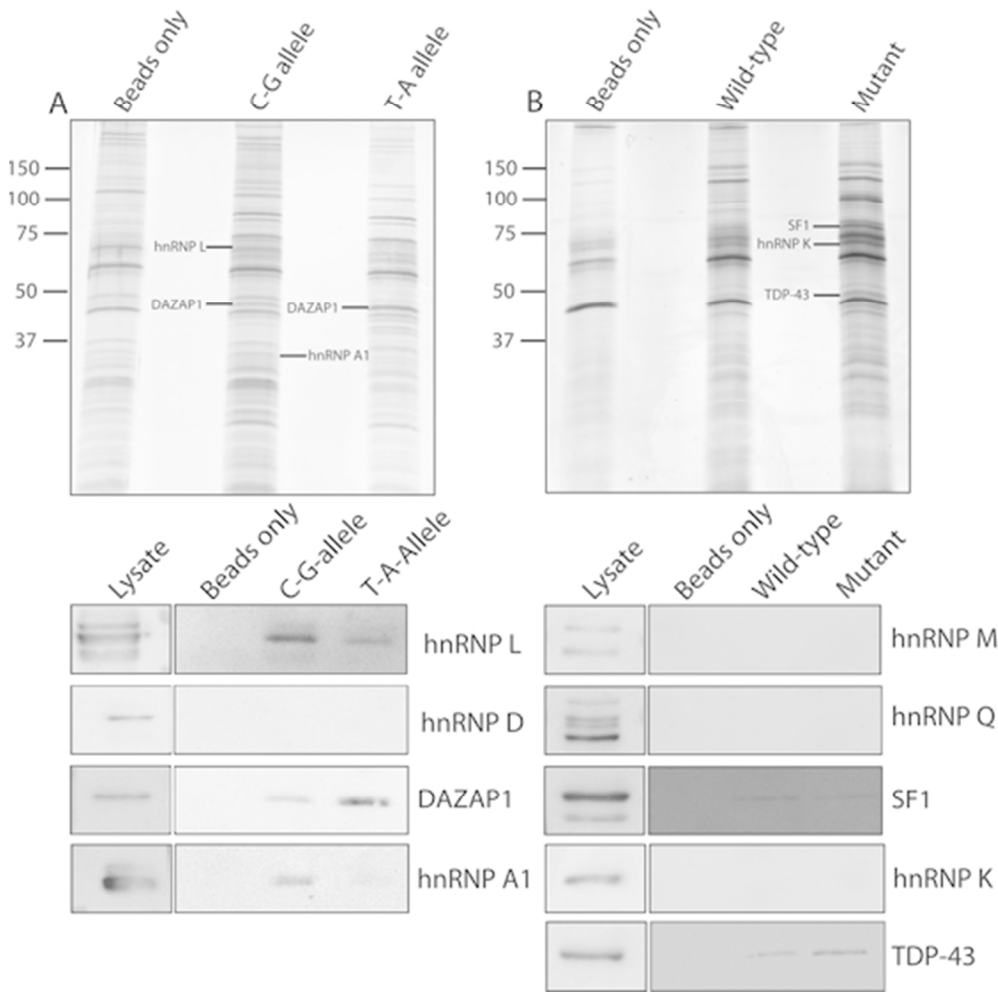 A
Beads only
C-G allele
T-A allele
150
100
75
50
37
hnRNP L
DAZAP1
DAZAP1
hnRNP A1
B
Beads only
Wild-type
Mutant
150
100
75
50
37
SF1
hnRNP K
TDP-43
Lysate
Beads only
C-G-allele
T-A-Allele
hnRNP L
hnRNP D
DAZAP1
hnRNP A1
Lysate
Beads only
Wild-type
Mutant
hnRNP M
hnRNP Q
SF1
hnRNP K
TDP-43